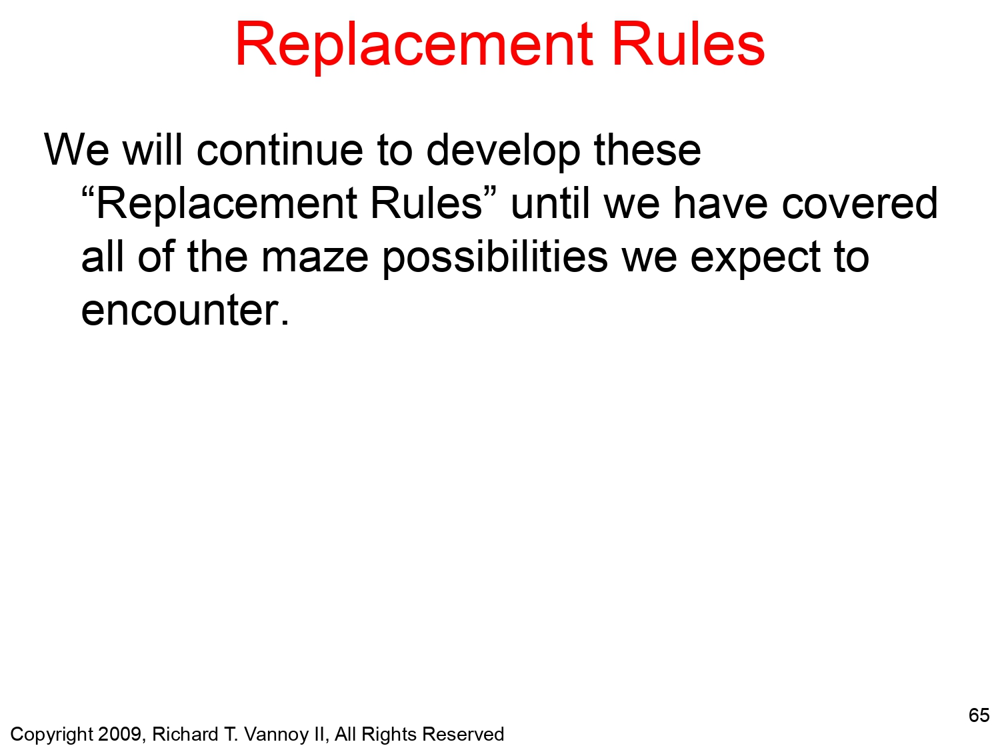 Replacement Rules
We will continue to develop these
“Replacement Rules” until we have covered
all of the maze possibilities we expect to
encounter.
65
Copyright 2009, Richard T. Vannoy II, All Rights Reserved